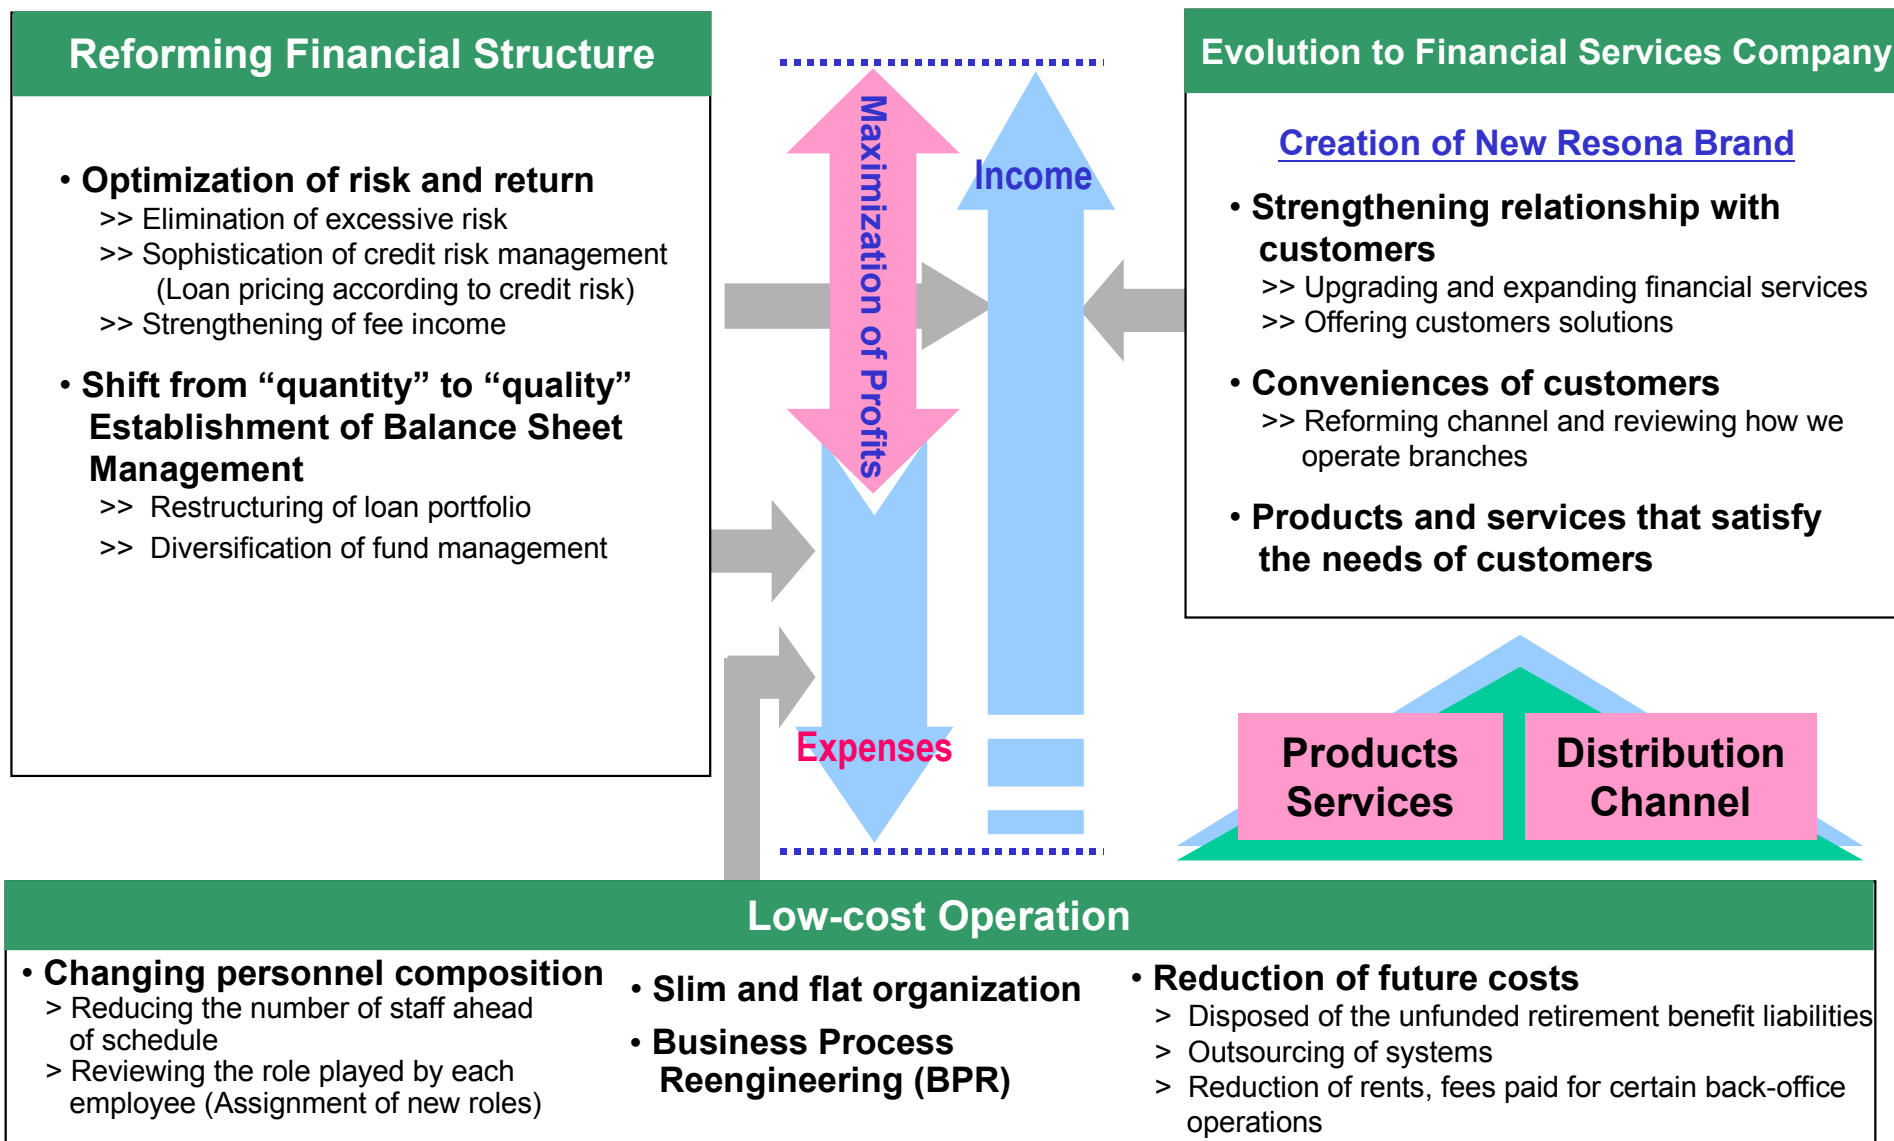 Reforming Financial Structure
• Optimization of risk and return
>> Elimination of excessive risk
>> Sophistication of credit risk management
(Loan pricing according to credit risk)
>> Strengthening of fee income
• Shift from “quantity” to “quality”
Establishment of Balance Sheet
Management
>> Restructuring of loan portfolio
>> Diversification of fund management
Maximization of Profits
Income
Expenses
Evolution to Financial Services Company
Creation of New Resona Brand
• Strengthening relationship with
customers
>> Upgrading and expanding financial services
>> Offering customers solutions
• Conveniences of customers
>> Reforming channel and reviewing how we
operate branches
• Products and services that satisfy
the needs of customers
Products
Services
Distribution
Channel
Low-cost Operation
• Changing personnel composition
> Reducing the number of staff ahead
of schedule
> Reviewing the role played by each
employee (Assignment of new roles)
• Slim and flat organization
• Business Process
Reengineering (BPR)
• Reduction of future costs
> Disposed of the unfunded retirement benefit liabilities
> Outsourcing of systems
> Reduction of rents, fees paid for certain back-office
operations